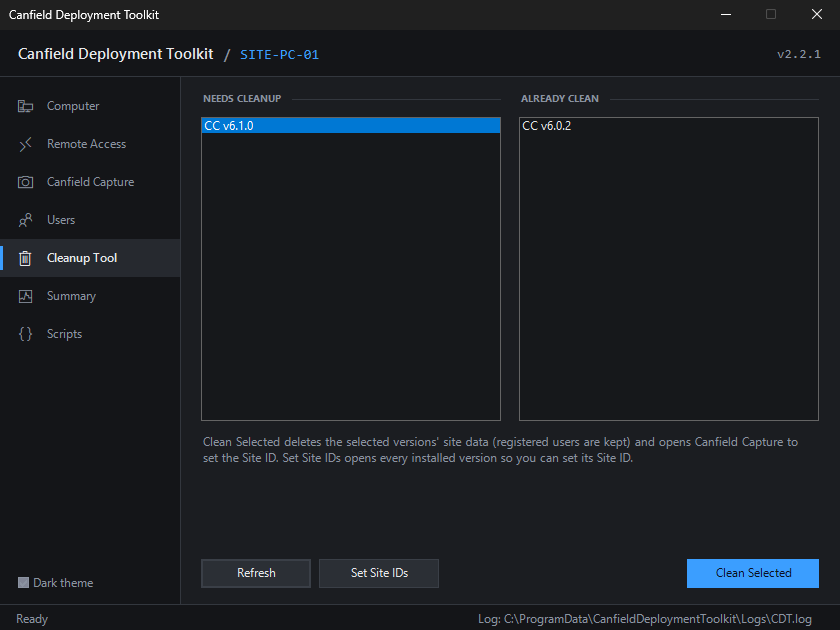 Canfield Deployment Toolkit
Canfield Deployment Toolkit / SITE-PC-01
v2.2.1
Computer
Remote Access
Canfield Capture
Users
Cleanup Tool
Summary
Scripts
NEEDS CLEANUP
CC v6.1.0
ALREADY CLEAN
CC v6.0.2
Clean Selected deletes the selected versions' site data (registered users are kept) and opens Canfield Capture to
set the Site ID. Set Site IDs opens every installed version so you can set its Site ID.
Refresh
Set Site IDs
Clean Selected
Dark theme
Ready
Log: C:\ProgramData\CanfieldDeploymentToolkit\Logs\CDT.log